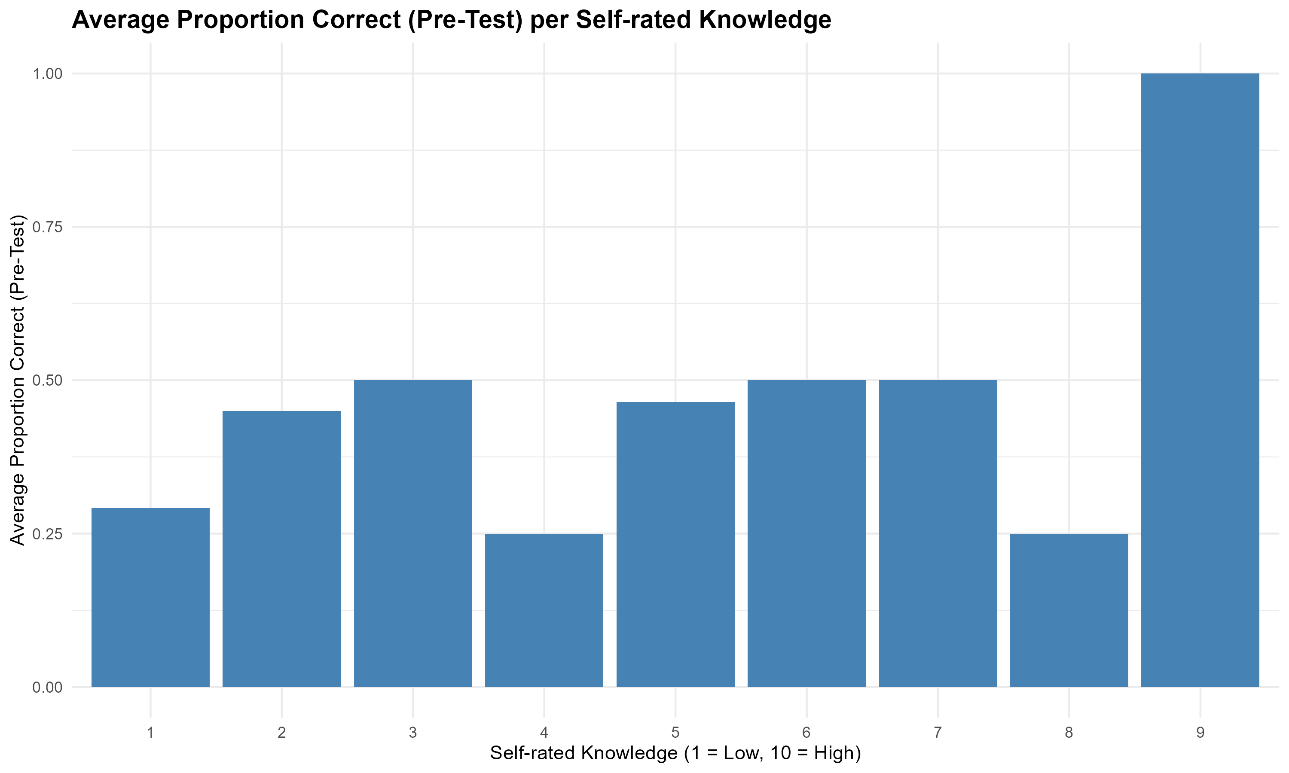 Average Proportion Correct (Pre-Test) per Self-rated Knowledge
Average Proportion Correct (Pre-Test)
1.00
0.75
0.50
0.25
0.00
1 2 3 4 5 6 7 8 9
Self-rated Knowledge (1 = Low, 10 = High)